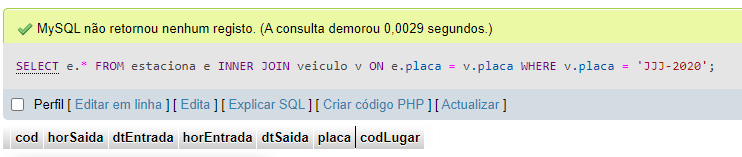 MySQL não retornou nenhum registo. (A consulta demorou 0,0029 segundos.)
SELECT e.* FROM estaciona e INNER JOIN veiculo v ON e.placa = v.placa WHERE v.placa = 'JJJ-2020';
Perfil [ Editar em linha ] [ Edita ] [ Explicar SQL ] [ Criar código PHP ] [ Actualizar ]
cod horSaida dtEntrada horEntrada dtSaida placa codLugar